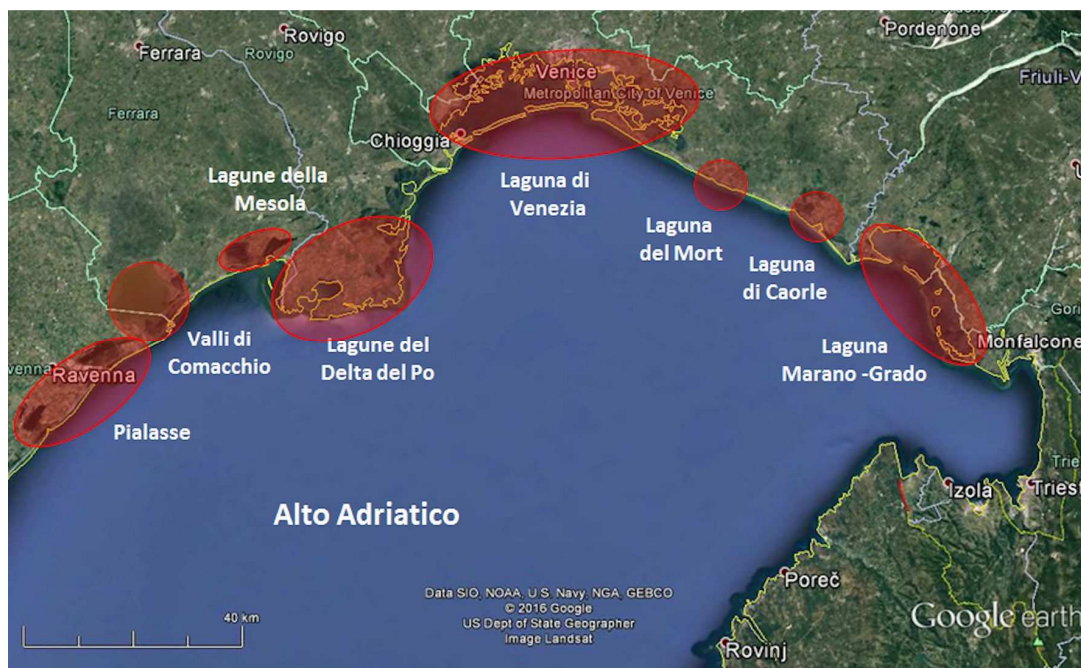 Rovigo
Rovigo
Ferrara
Ferrara
Pordenone
Venice
Metropolitan City of Venice
Chioggia
Lagune della
Mesola
Laguna di
Venezia
Laguna
del Mort
Laguna
di Caorle
Laguna
Marano -Grado
Monfalcone
Valli di
Comacchio
Lagune del
Delta del Po
Ravenna
Pialasse
Alto Adriatico
Izola
Triest
Poreč
Rovinj
40 km
Data SIO, NOAA, U.S. Navy, NGA, GEBCO
© 2016 Google
US Dept of State Geographer
Image Landsat
Google earth